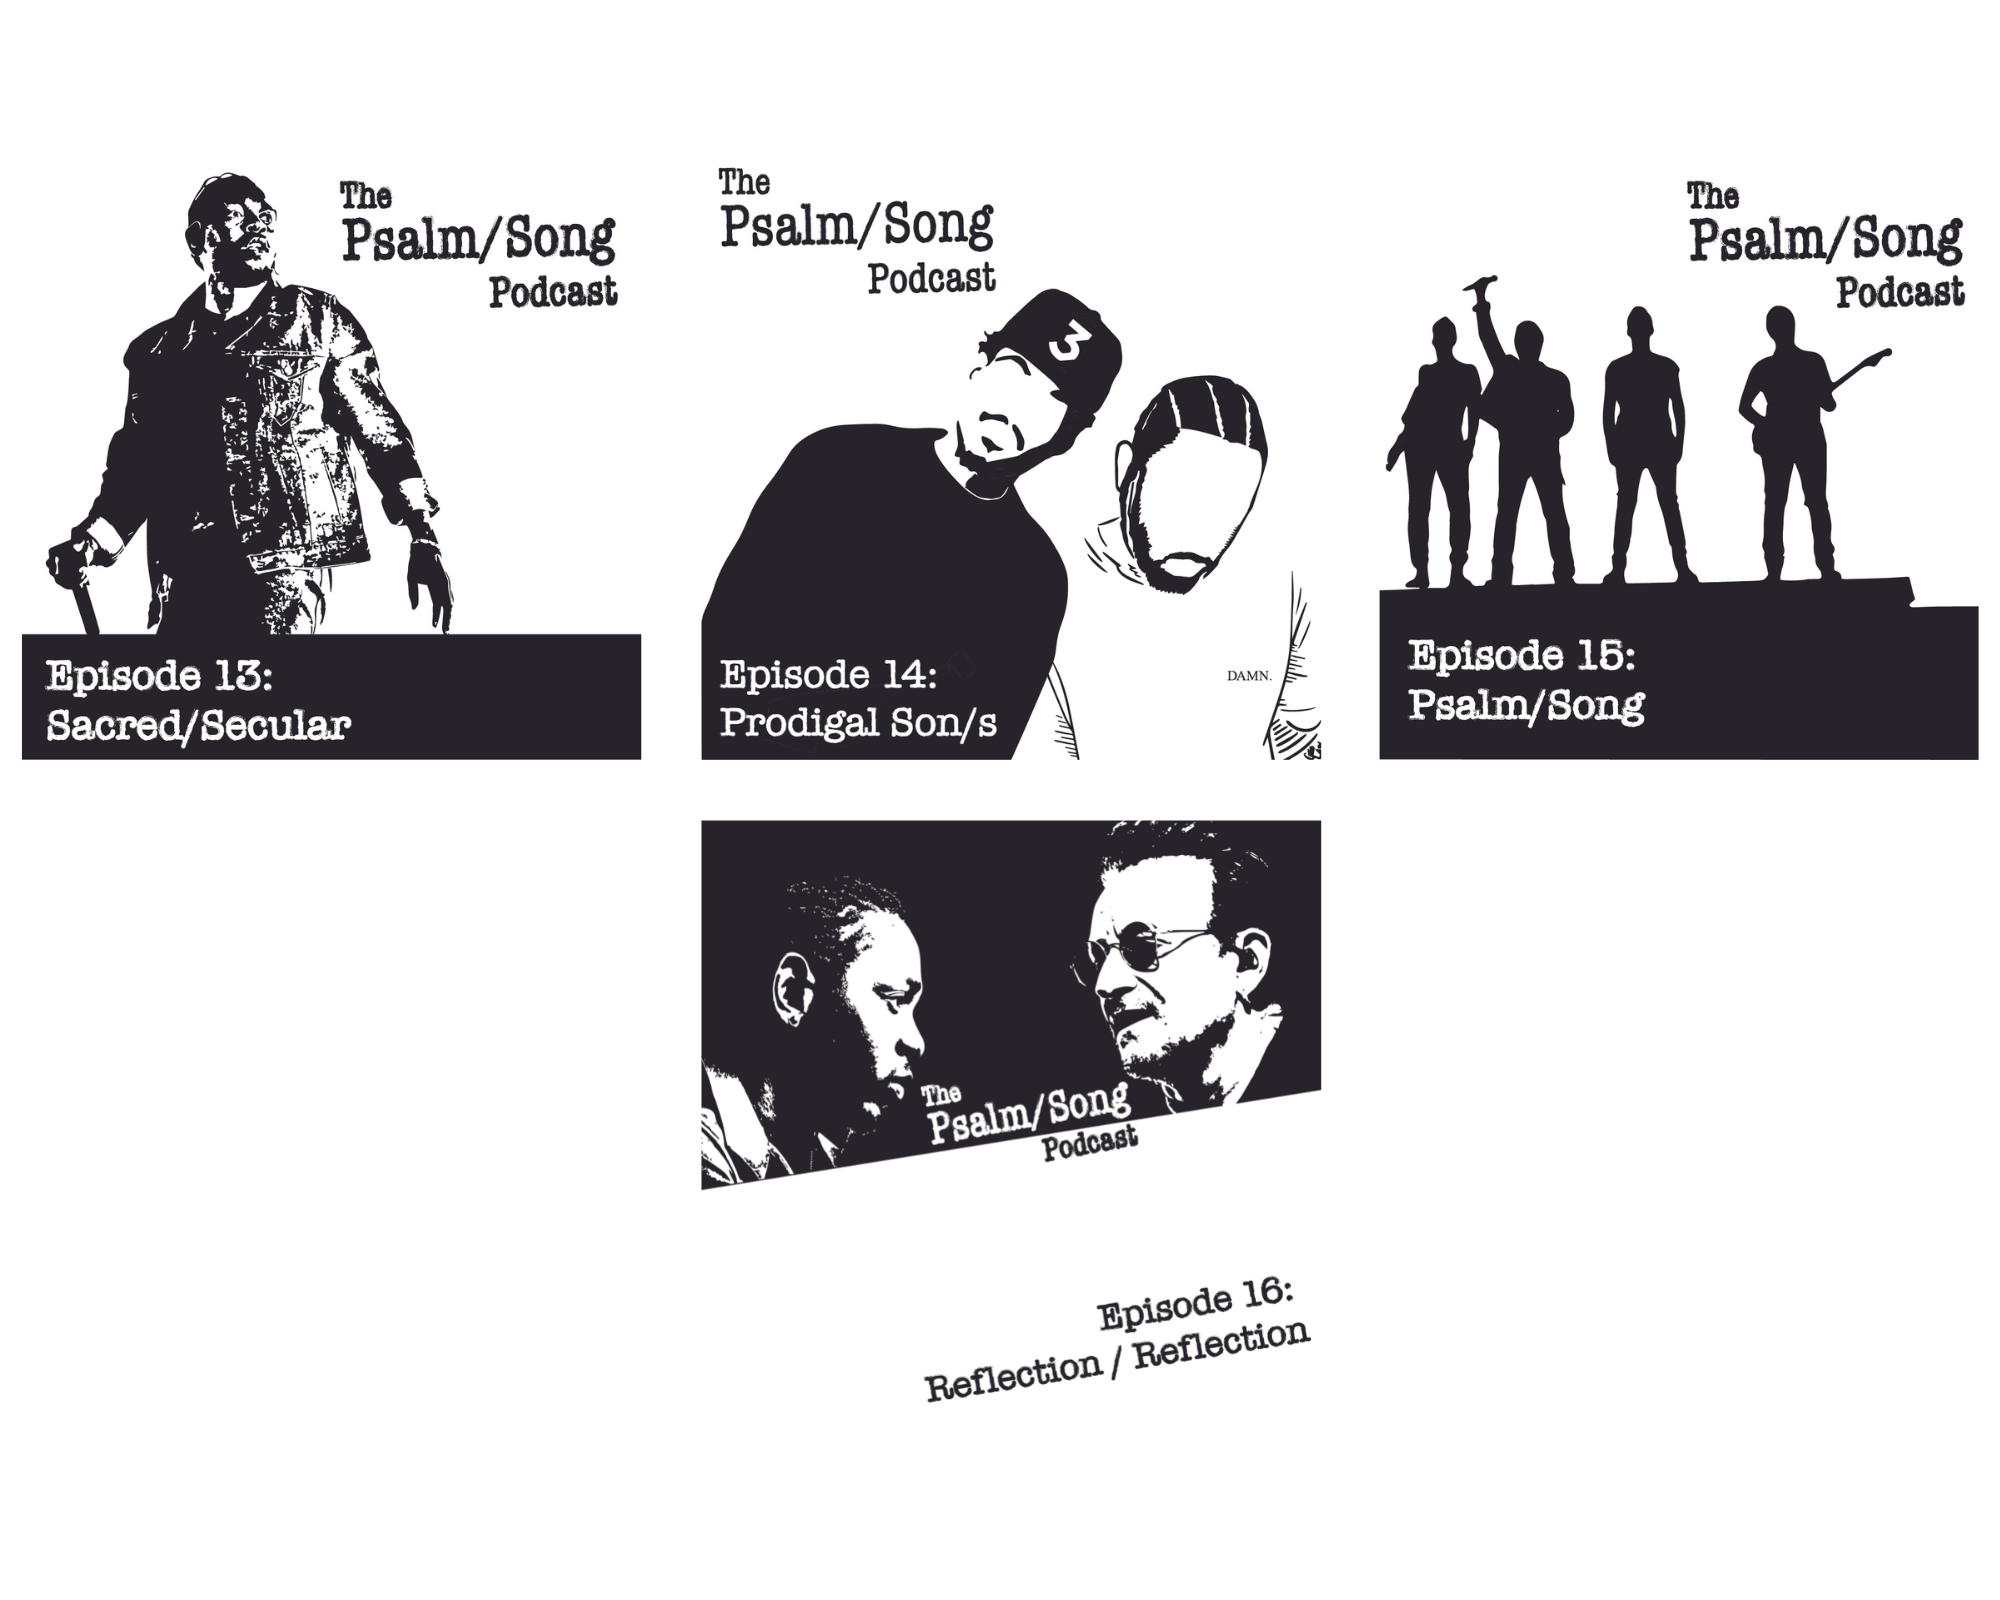 The
Psalm/Song
Podcast
Episode 13:
Sacred/Secular
The
Psalm/Song
Podcast
3
DAMN.
Episode 14:
Prodigal Son/s
The
Psalm/Song
Podcast
Episode 15:
Psalm/Song
The
Psalm/Song
Podcast
Episode 16:
Reflection / Reflection